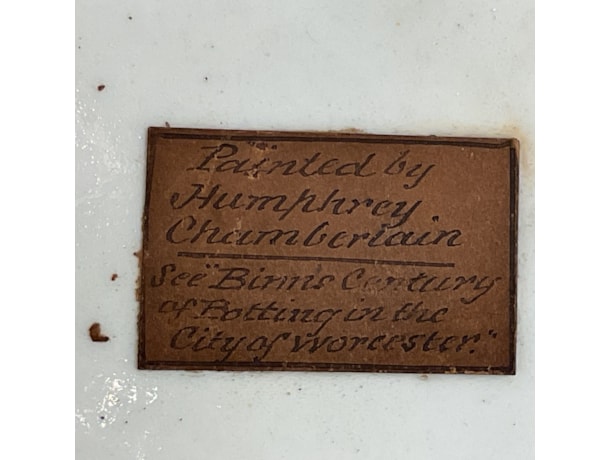 Painted by
Humphrey
Chamberlain
See "Binns Century
of Potting in the
City of Worcester."